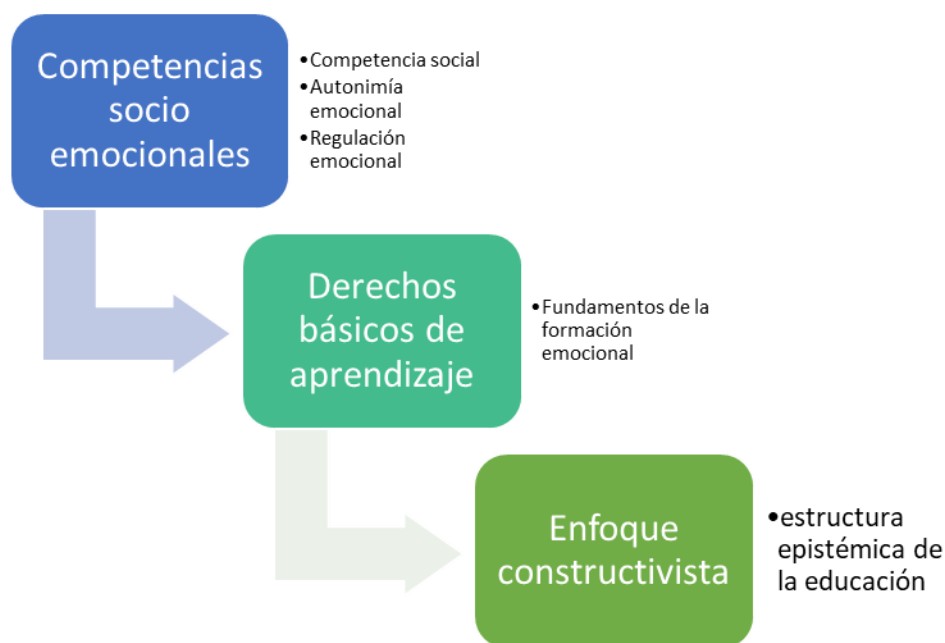 Competencias
socio
emocionales
•Competencia social
•Autonimía
emocional
•Regulación
emocional
Derechos
básicos de
aprendizaje
•Fundamentos de la
formación
emocional
Enfoque
constructivista
•estructura
epistémica de
la educación